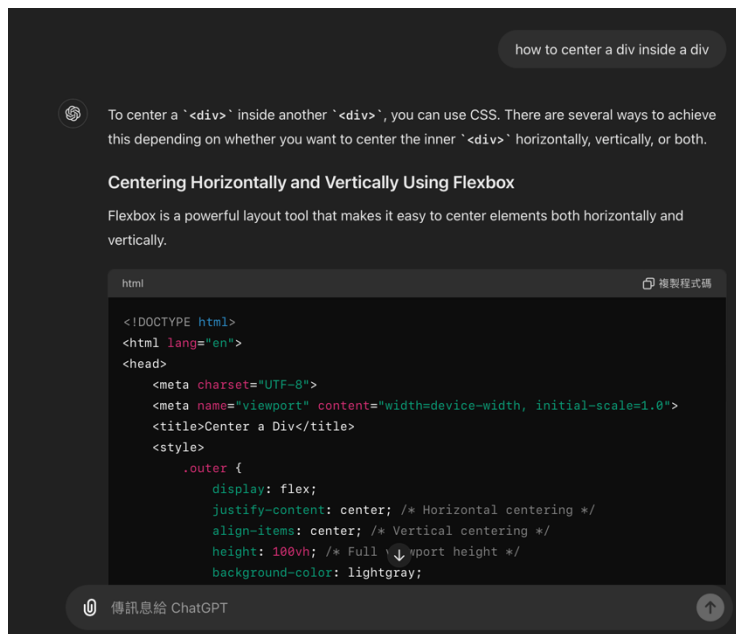 how to center a div inside a div
To center a `<div>` inside another `<div>`, you can use CSS. There are several ways to achieve
this depending on whether you want to center the inner `<div>` horizontally, vertically, or both.
Centering Horizontally and Vertically Using Flexbox
Flexbox is a powerful layout tool that makes it easy to center elements both horizontally and
vertically.
html 複製程式碼
<!DOCTYPE html>
<html lang="en">
<head>
    <meta charset="UTF-8">
    <meta name="viewport" content="width=device-width, initial-scale=1.0">
    <title>Center a Div</title>
    <style>
        .outer {
            display: flex;
            justify-content: center; /* Horizontal centering */
            align-items: center; /* Vertical centering */
            height: 100vh; /* Full viewport height */
            background-color: lightgray;
傳訊息給 ChatGPT